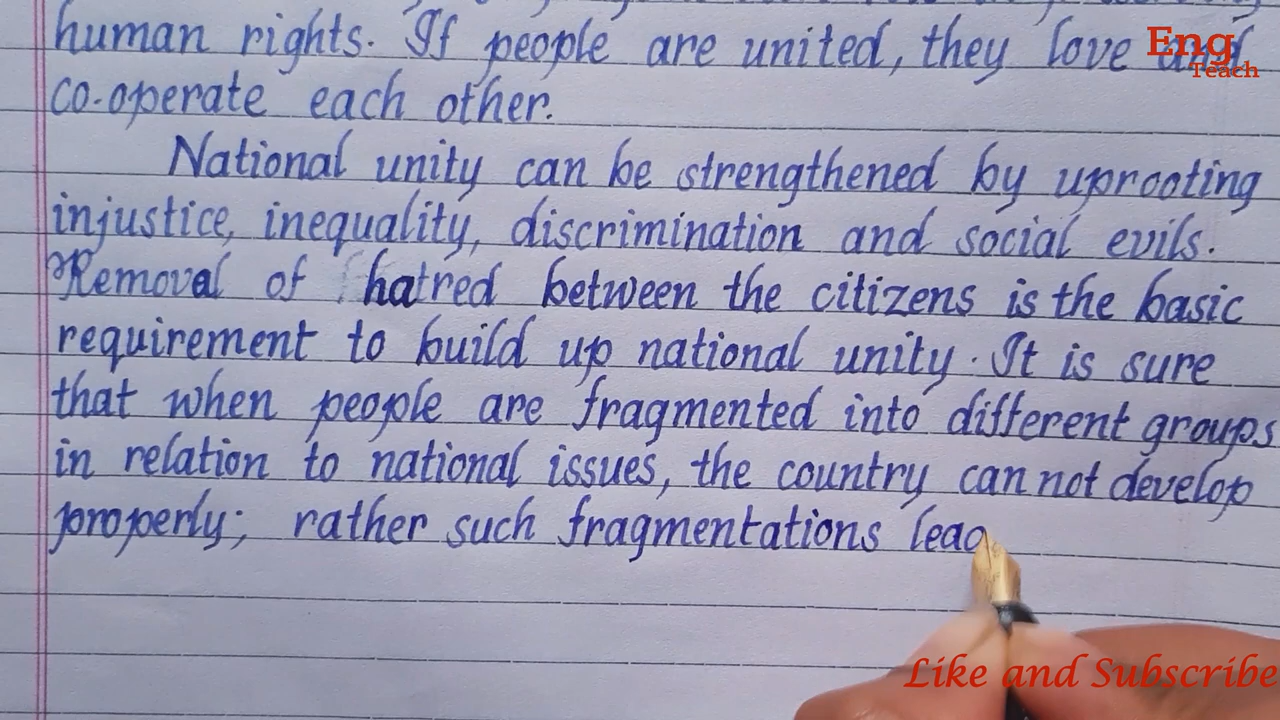 human rights. If people are united, they love and
Eng
Teach
co-operate each other.
National unity can be strengthened by uprooting
injustice, inequality, discrimination and social evils.
Removal of hatred between the citizens is the basic
requirement to build up national unity. It is sure
that when people are fragmented into different groups
in relation to national issues, the country can not develop
properly; rather such fragmentations lead
Like and Subscribe